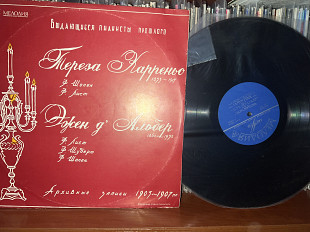 МЕЛОДИЯ
Выдающиеся пианисты прошлого
Тереза Карреньо
Ф. Шопен
Ф. Лист
Эжен д'Альбер
Ф. Лист
Ф. Шуберт
Ф. Шопен
Архивные записи 1905-1907 гг.